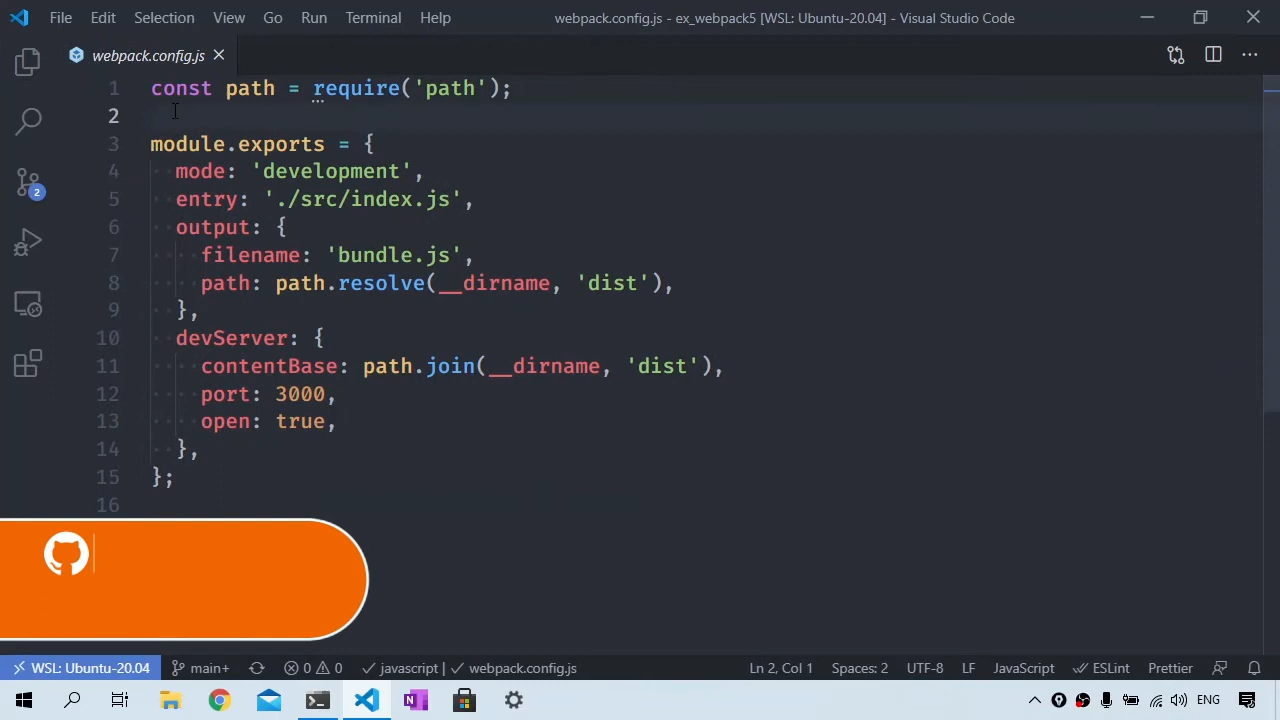 File Edit Selection View Go Run Terminal Help webpack.config.js - ex_webpack5 [WSL: Ubuntu-20.04] - Visual Studio Code
webpack.config.js
1 const path = require('path');
2
3 module.exports = {
4 mode: 'development',
5 entry: './src/index.js',
6 output: {
7 filename: 'bundle.js',
8 path: path.resolve(__dirname, 'dist'),
9 },
10 devServer: {
11 contentBase: path.join(__dirname, 'dist'),
12 port: 3000,
13 open: true,
14 },
15 };
16
2
WSL: Ubuntu-20.04 main+ 0 0 javascript | webpack.config.js Ln 2, Col 1 Spaces: 2 UTF-8 LF JavaScript ESLint Prettier
N ENG